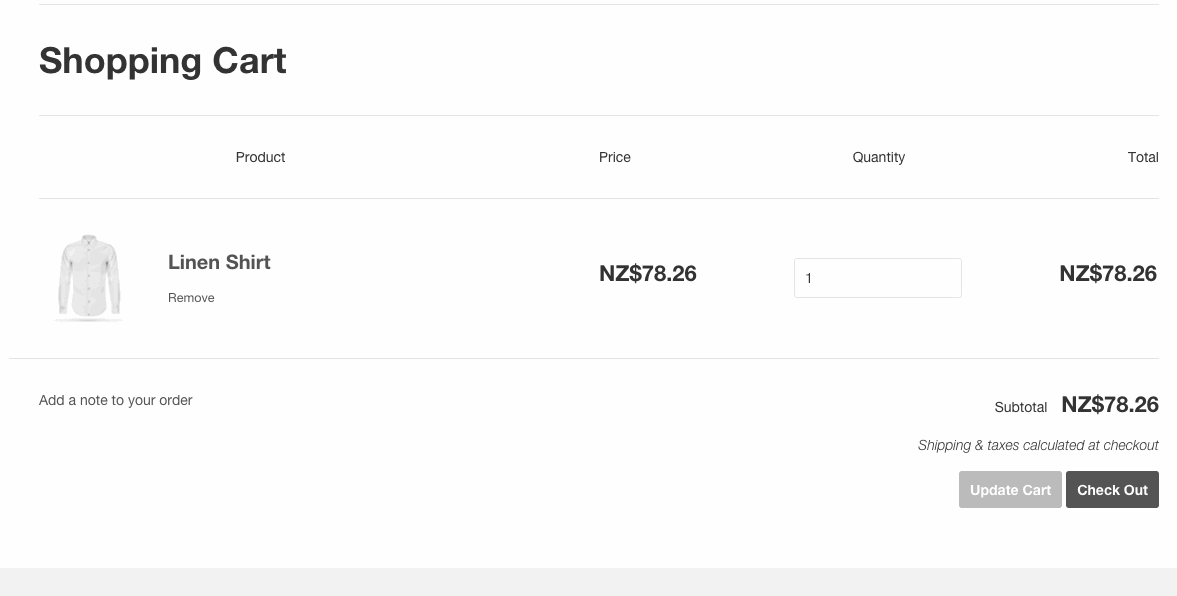 Shopping Cart
Product Price Quantity Total
Linen Shirt
Remove
NZ$78.26 1 NZ$78.26
Add a note to your order
Subtotal NZ$78.26
Shipping & taxes calculated at checkout
Update Cart Check Out